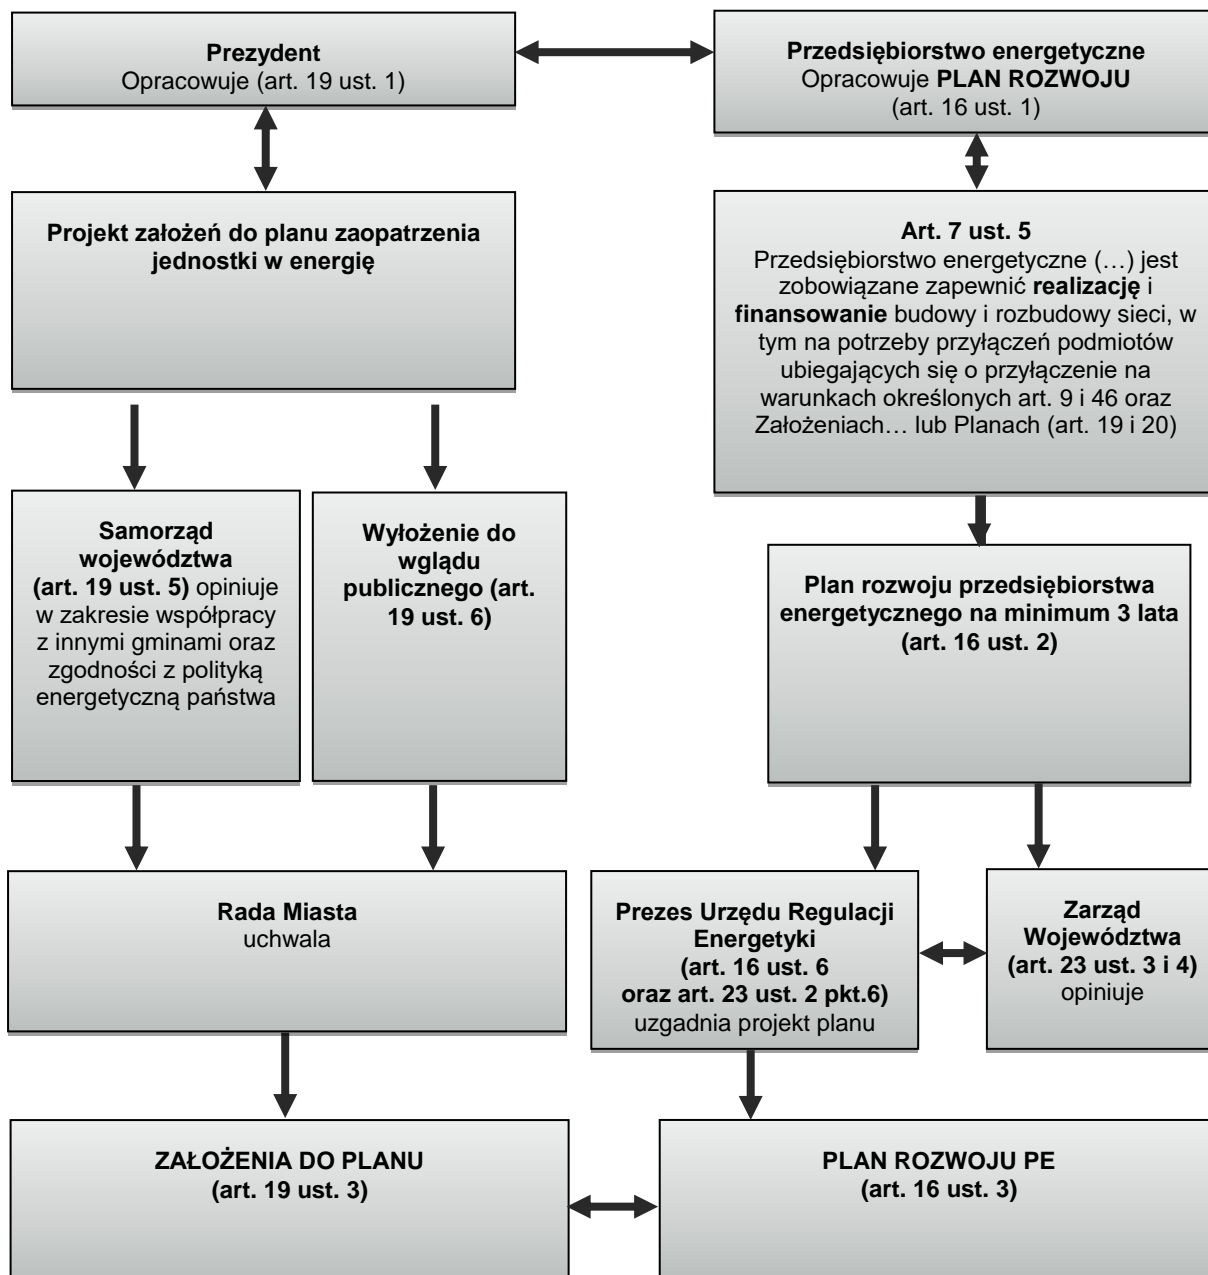 Prezydent
Opracowuje (art. 19 ust. 1)
Przedsiębiorstwo energetyczne
Opracowuje PLAN ROZWOJU
(art. 16 ust. 1)
Projekt założeń do planu zaopatrzenia
jednostki w energię
Art. 7 ust. 5
Przedsiębiorstwo energetyczne (…) jest
zobowiązane zapewnić realizację i
finansowanie budowy i rozbudowy sieci, w
tym na potrzeby przyłączeń podmiotów
ubiegających się o przyłączenie na
warunkach określonych art. 9 i 46 oraz
Założeniach… lub Planach (art. 19 i 20)
Samorząd
województwa
(art. 19 ust. 5) opiniuje
w zakresie współpracy
z innymi gminami oraz
zgodności z polityką
energetyczną państwa
Wyłożenie do
wglądu
publicznego (art.
19 ust. 6)
Plan rozwoju przedsiębiorstwa
energetycznego na minimum 3 lata
(art. 16 ust. 2)
Rada Miasta
uchwala
Prezes Urzędu Regulacji
Energetyki
(art. 16 ust. 6
oraz art. 23 ust. 2 pkt.6)
uzgadnia projekt planu
Zarząd
Województwa
(art. 23 ust. 3 i 4)
opiniuje
ZAŁOŻENIA DO PLANU
(art. 19 ust. 3)
PLAN ROZWOJU PE
(art. 16 ust. 3)